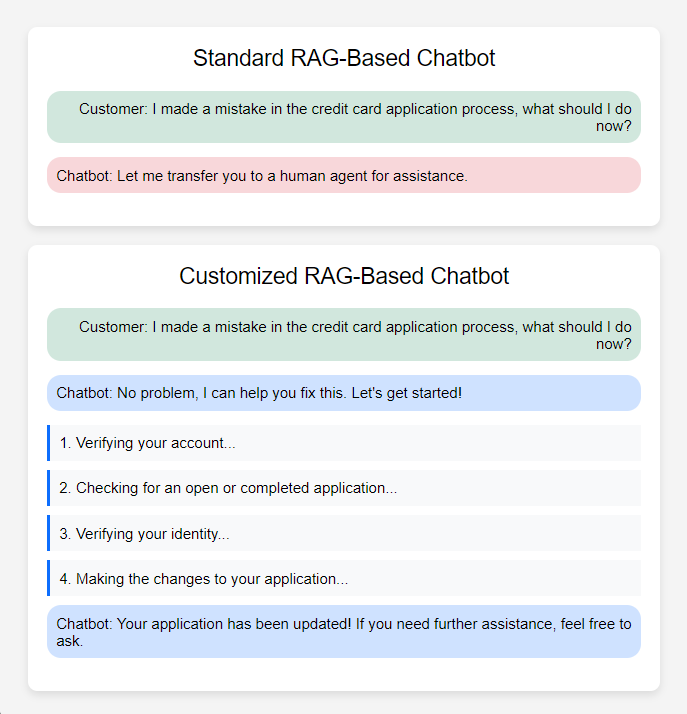 Standard RAG-Based Chatbot
Customer: I made a mistake in the credit card application process, what should I do
now?
Chatbot: Let me transfer you to a human agent for assistance.
Customized RAG-Based Chatbot
Customer: I made a mistake in the credit card application process, what should I do
now?
Chatbot: No problem, I can help you fix this. Let's get started!
1. Verifying your account...
2. Checking for an open or completed application...
3. Verifying your identity...
4. Making the changes to your application...
Chatbot: Your application has been updated! If you need further assistance, feel free to
ask.